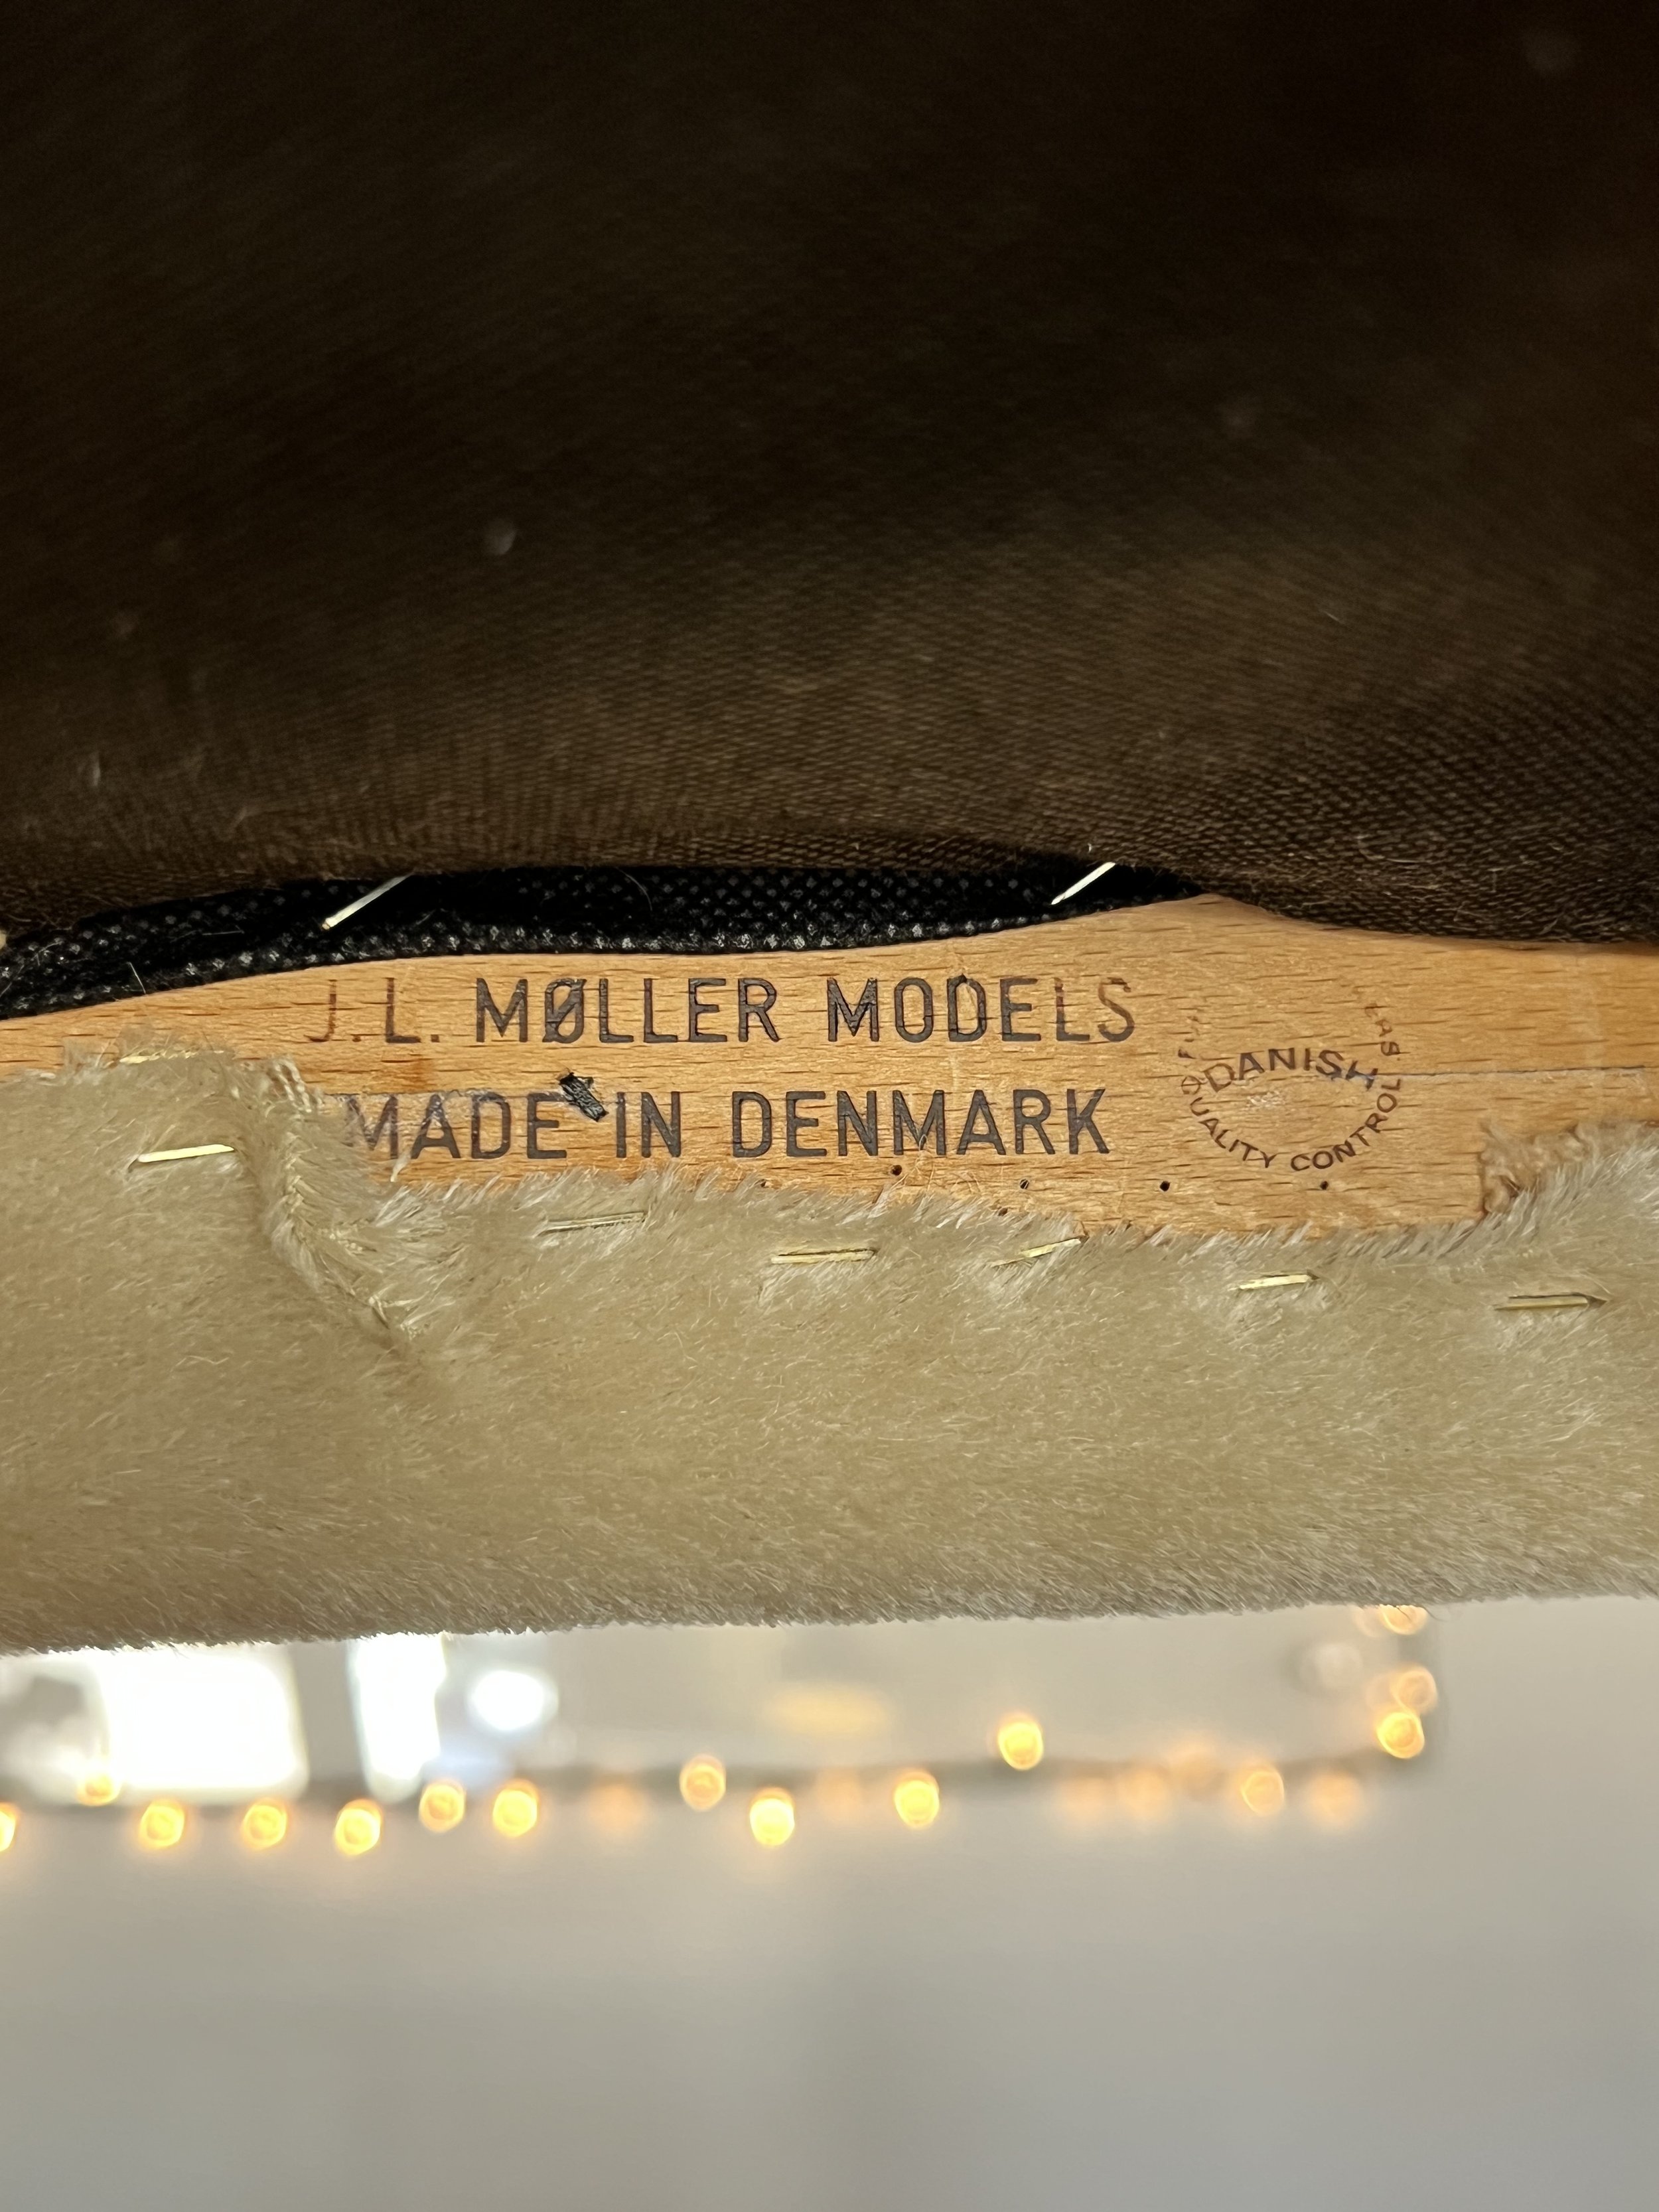 J.L. MØLLER MODELS
MADE IN DENMARK
DANISH
QUALITY CONTROL